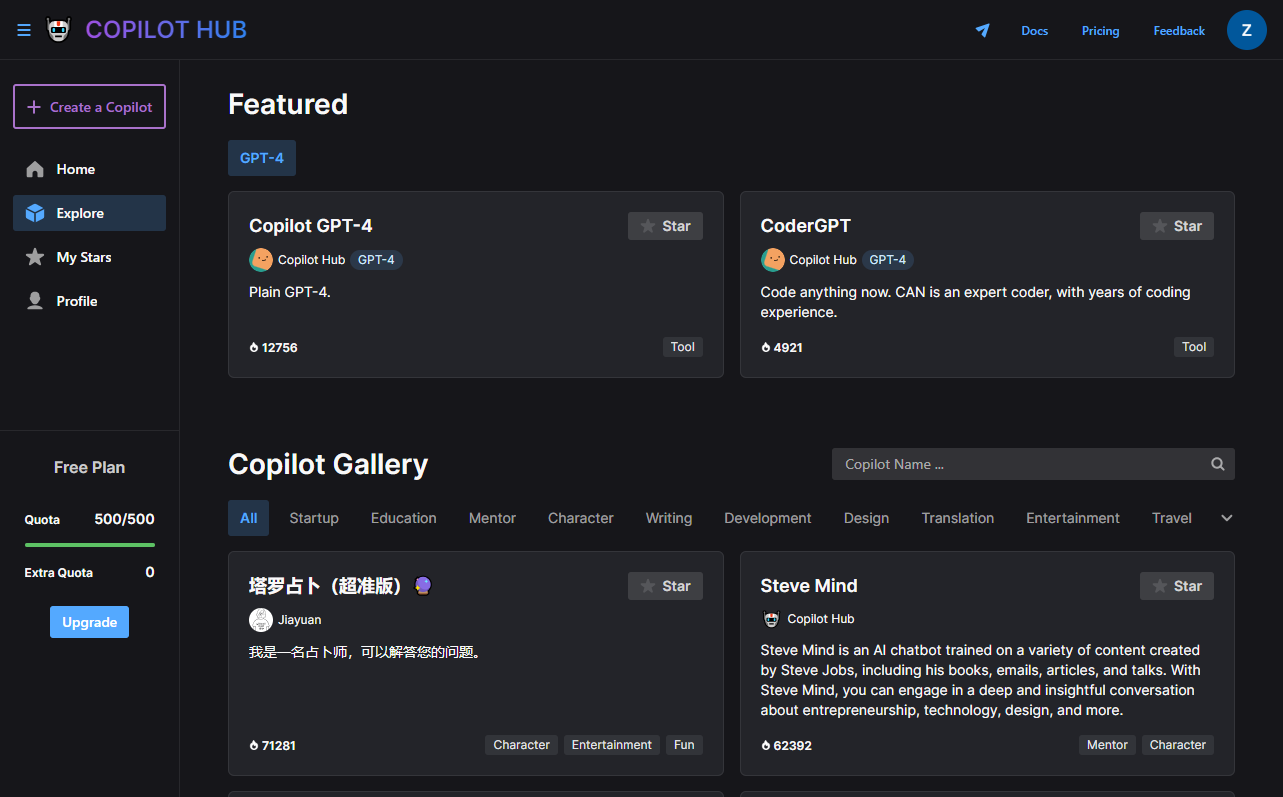 COPILOT HUB
Docs
Pricing
Feedback
Z
Create a Copilot
Home
Explore
My Stars
Profile
Free Plan
Quota 500/500
Extra Quota 0
Upgrade
Featured
GPT-4
Copilot GPT-4
Star
Copilot Hub GPT-4
Plain GPT-4.
12756
Tool
CoderGPT
Star
Copilot Hub GPT-4
Code anything now. CAN is an expert coder, with years of coding
experience.
4921
Tool
Copilot Gallery
Copilot Name ...
All Startup Education Mentor Character Writing Development Design Translation Entertainment Travel
塔罗占卜（超准版）🔮
Star
Jiayuan
我是一名占卜师，可以解答您的问题。
71281
Character Entertainment Fun
Steve Mind
Star
Copilot Hub
Steve Mind is an AI chatbot trained on a variety of content created
by Steve Jobs, including his books, emails, articles, and talks. With
Steve Mind, you can engage in a deep and insightful conversation
about entrepreneurship, technology, design, and more.
62392
Mentor Character